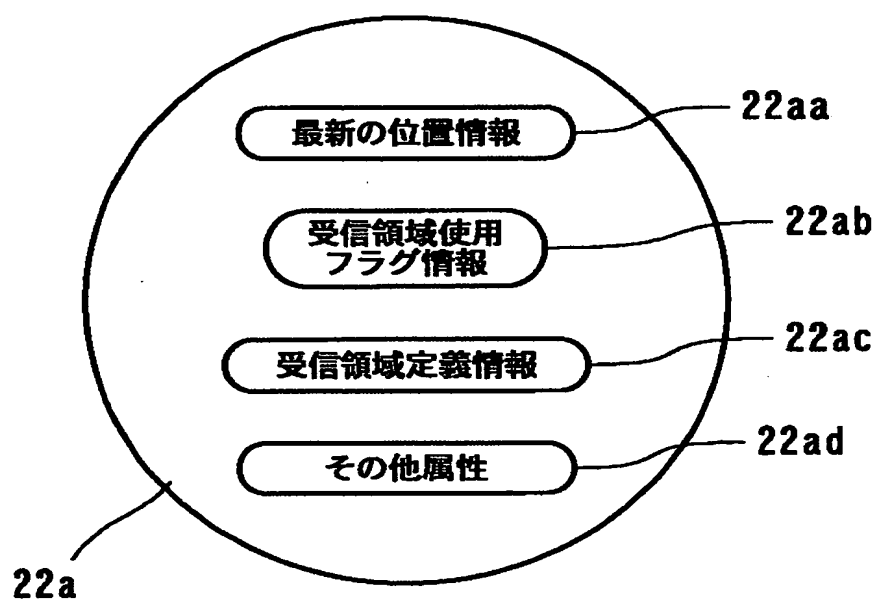 最新の位置情報
22aa
受信領域使用
フラグ情報
22ab
受信領域定義情報
22ac
その他属性
22ad
22a